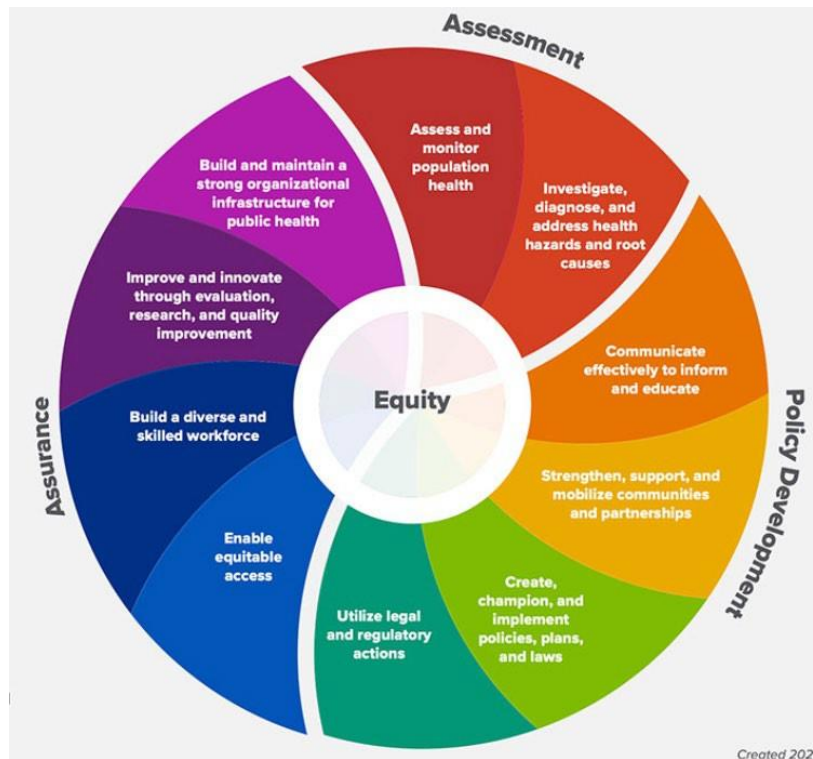 Assessment
Assess and
monitor
population
health
Investigate,
diagnose, and
address health
hazards and root
causes
Policy Development
Communicate
effectively to inform
and educate
Strengthen, support, and
mobilize communities
and partnerships
Create,
champion, and
implement
policies, plans,
and laws
Utilize legal
and regulatory
actions
Assurance
Enable
equitable
access
Build a diverse and
skilled workforce
Improve and innovate
through evaluation,
research, and quality
improvement
Build and maintain a
strong organizational
infrastructure for
public health
Equity
Created 202